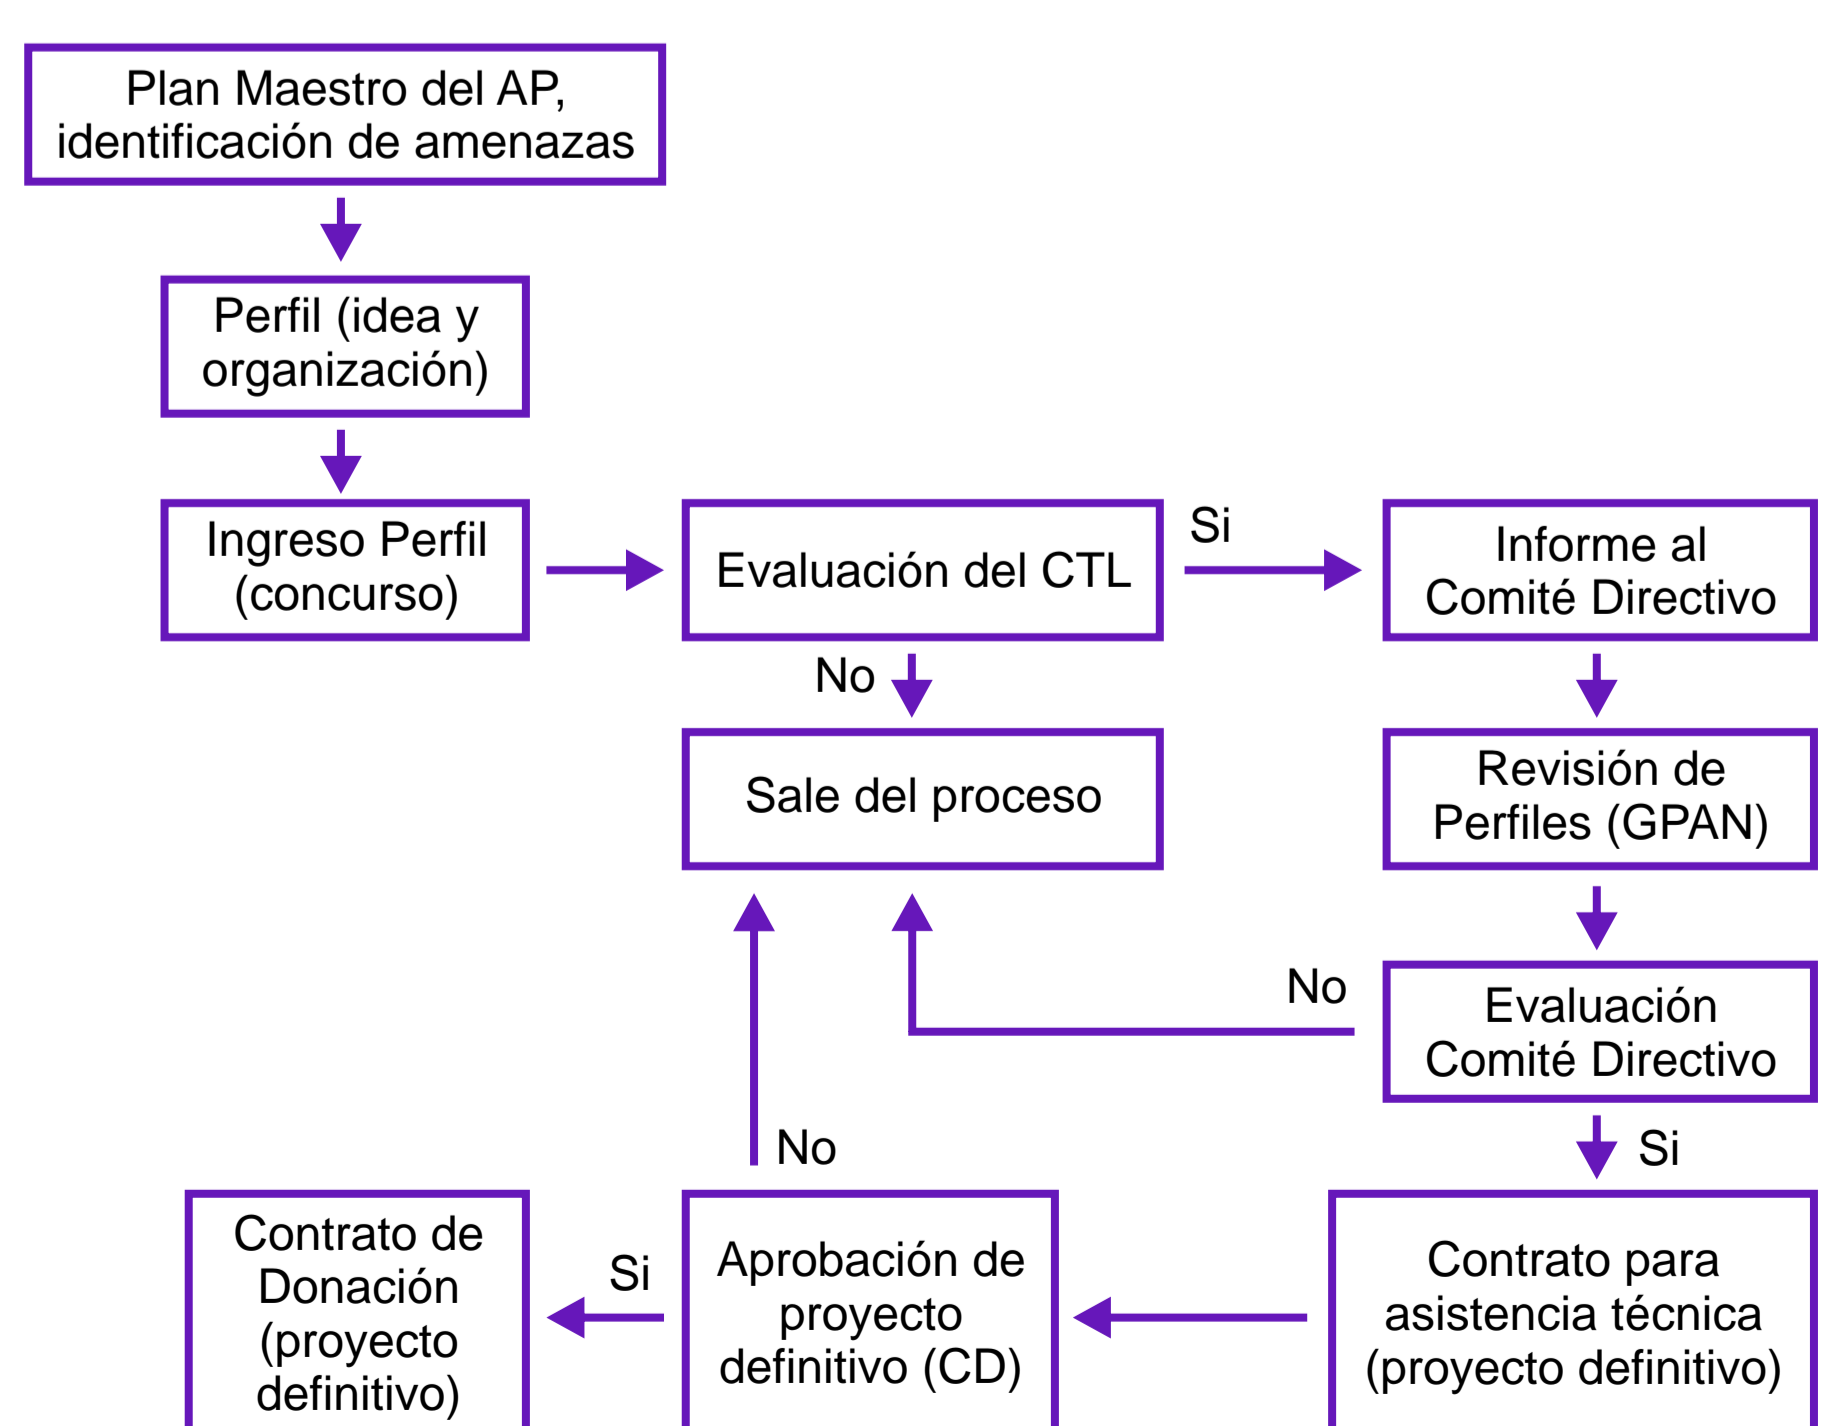 Plan Maestro del AP,
identificación de amenazas
Perfil (idea y
organización)
Ingreso Perfil
(concurso)
Evaluación del CTL
Si
Informe al
Comité Directivo
No
Sale del proceso
Revisión de
Perfiles (GPAN)
No
Evaluación
Comité Directivo
No
Si
Contrato de
Donación
(proyecto
definitivo)
Si
Aprobación de
proyecto
definitivo (CD)
Contrato para
asistencia técnica
(proyecto definitivo)